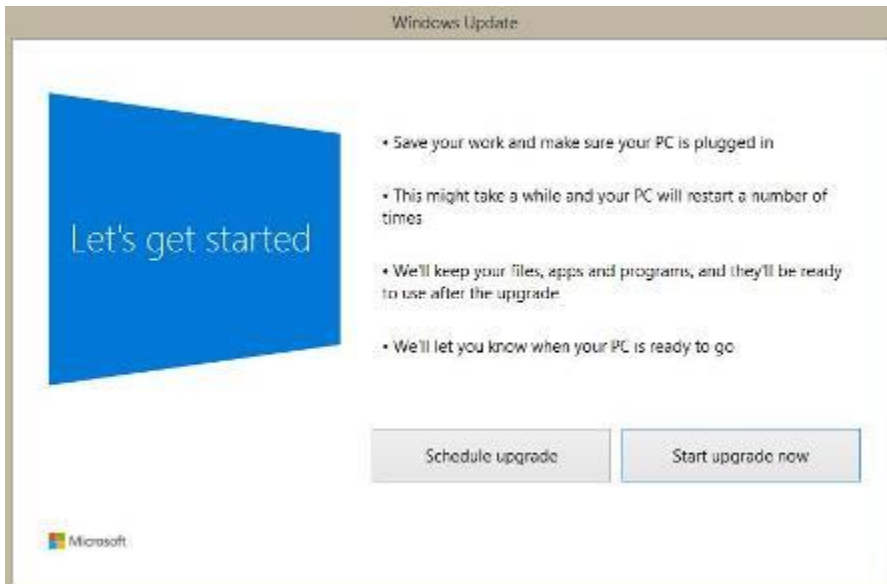 Windows Update
Let's get started
• Save your work and make sure your PC is plugged in
• This might take a while and your PC will restart a number of
times
• We'll keep your files, apps and programs, and they'll be ready
to use after the upgrade
• We'll let you know when your PC is ready to go
Schedule upgrade
Start upgrade now
Microsoft